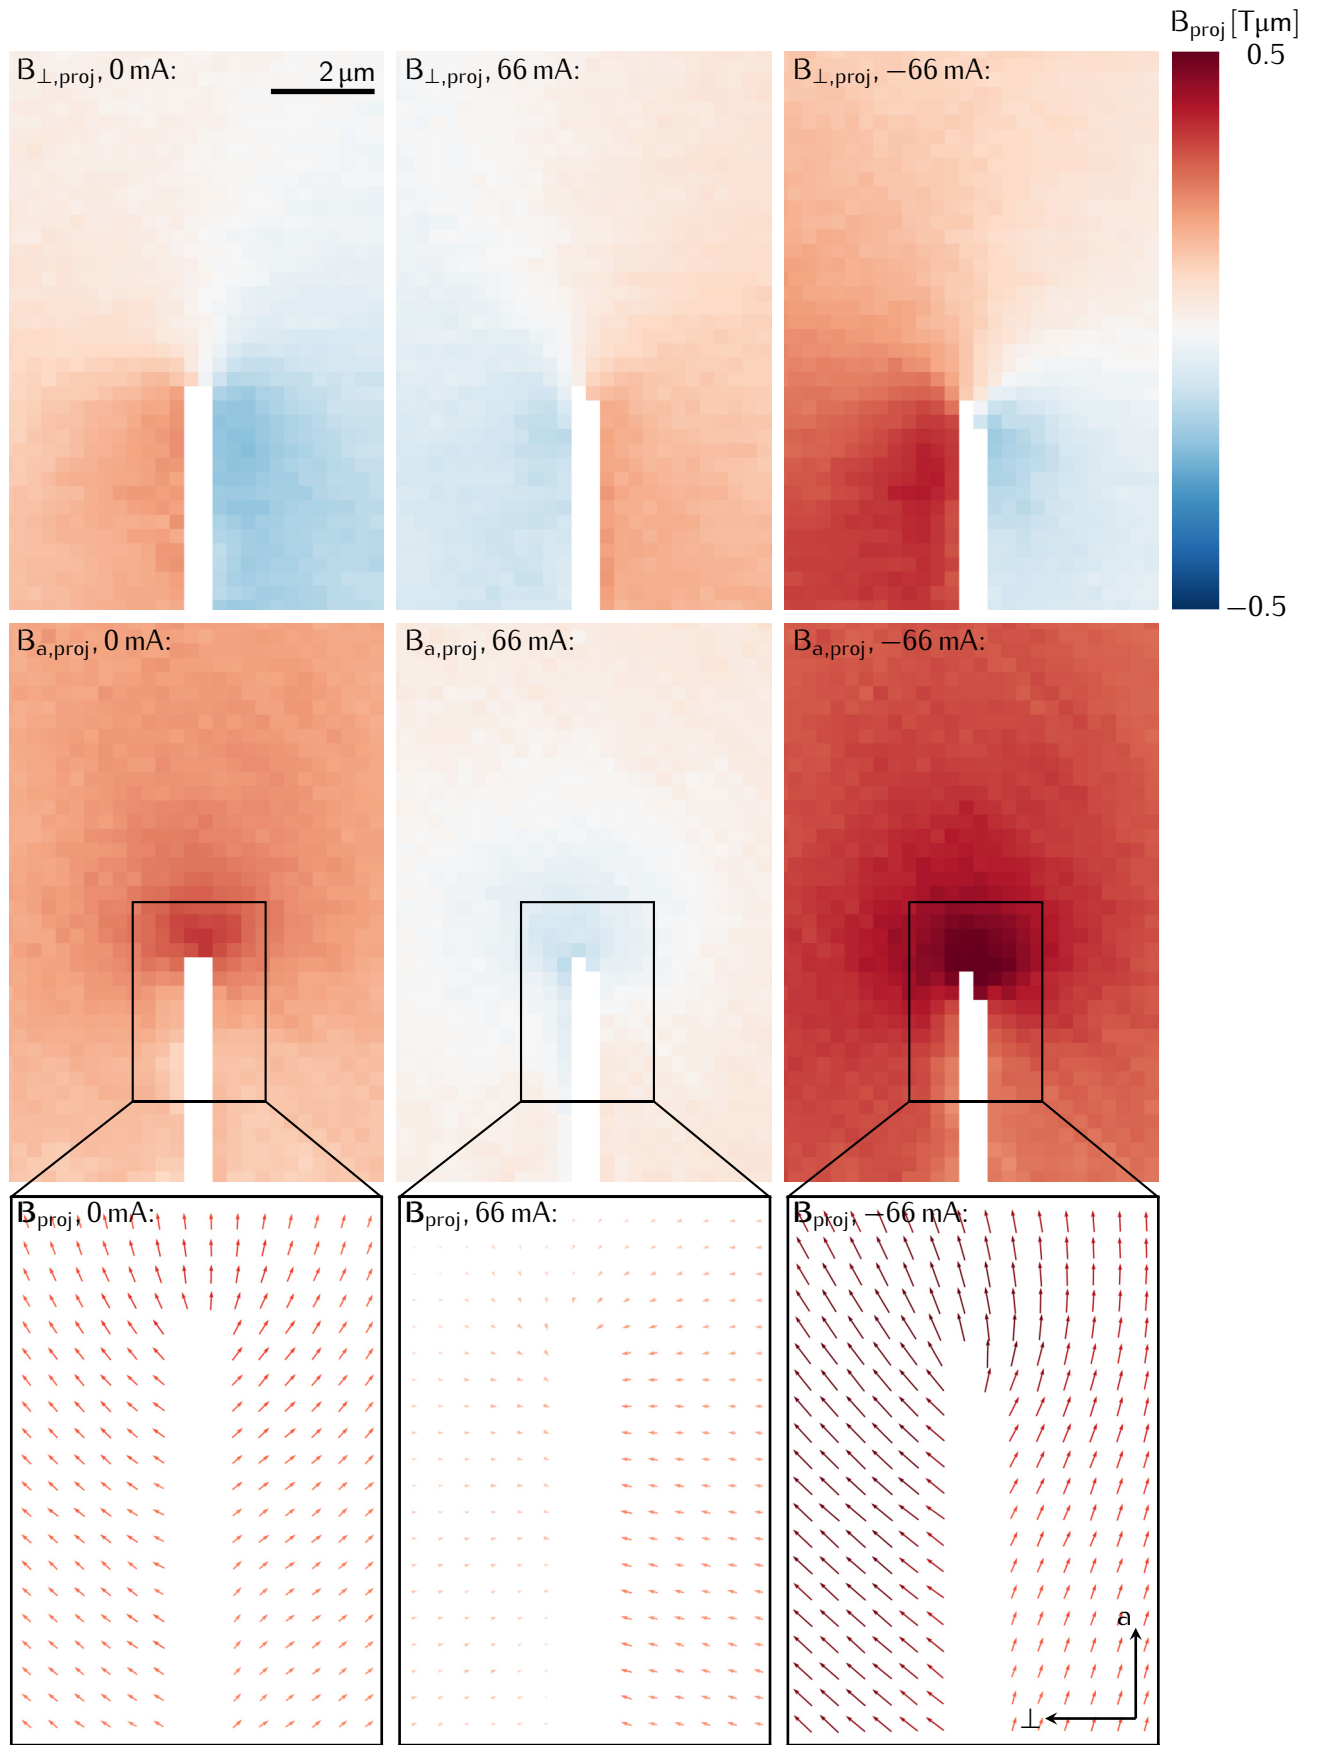 B_proj [Tµm]
B⊥,proj, 0 mA:
2 µm
B⊥,proj, 66 mA:
B⊥,proj, −66 mA:
0.5
−0.5
Ba,proj, 0 mA:
Ba,proj, 66 mA:
Ba,proj, −66 mA:
Bproj, 0 mA:
Bproj, 66 mA:
Bproj, −66 mA:
a
⊥